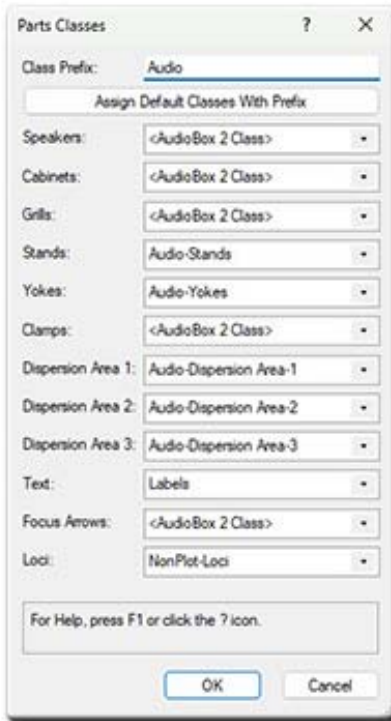 Parts Classes ? ×
Class Prefix: Audio
Assign Default Classes With Prefix
Speakers: <AudioBox 2 Class>
Cabinets: <AudioBox 2 Class>
Grills: <AudioBox 2 Class>
Stands: Audio-Stands
Yokes: Audio-Yokes
Clamps: <AudioBox 2 Class>
Dispersion Area 1: Audio-Dispersion Area-1
Dispersion Area 2: Audio-Dispersion Area-2
Dispersion Area 3: Audio-Dispersion Area-3
Text: Labels
Focus Arrows: <AudioBox 2 Class>
Loci: NonPlot-Loci
For Help, press F1 or click the ? icon.
OK Cancel